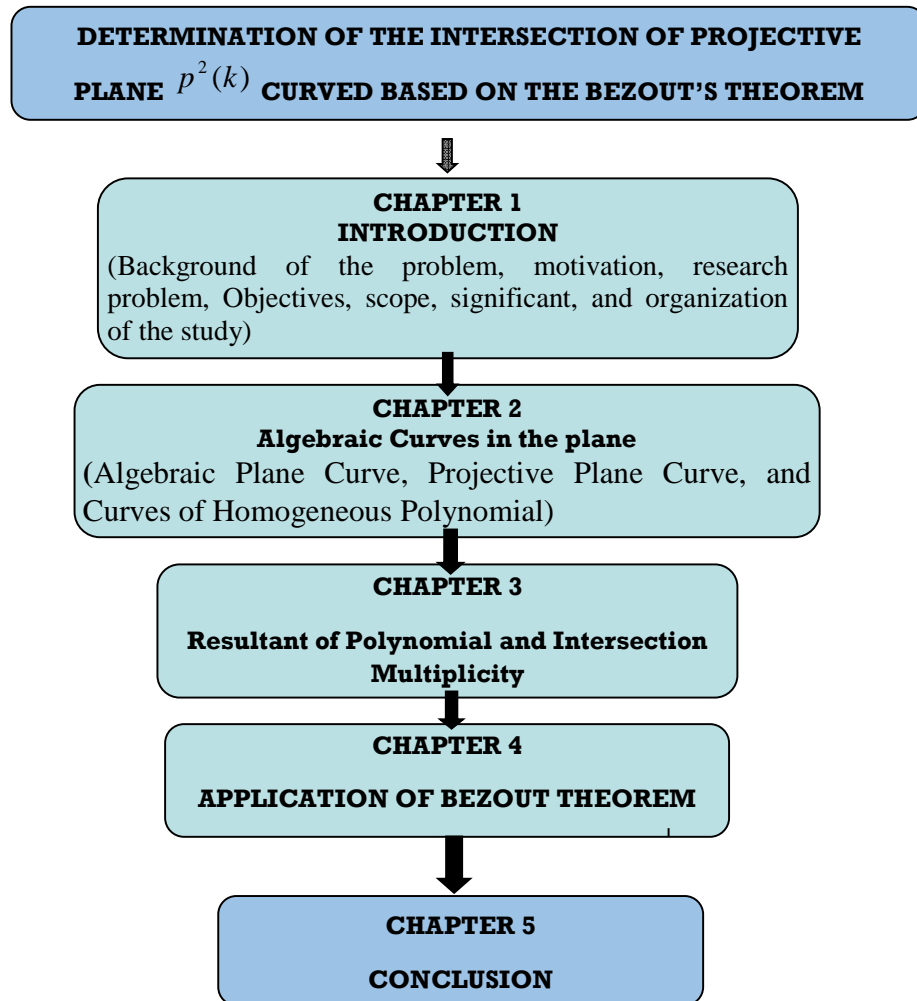 DETERMINATION OF THE INTERSECTION OF PROJECTIVE
PLANE p²(k) CURVED BASED ON THE BEZOUT'S THEOREM
CHAPTER 1
INTRODUCTION
(Background of the problem, motivation, research
problem, Objectives, scope, significant, and organization
of the study)
CHAPTER 2
Algebraic Curves in the plane
(Algebraic Plane Curve, Projective Plane Curve, and
Curves of Homogeneous Polynomial)
CHAPTER 3
Resultant of Polynomial and Intersection
Multiplicity
CHAPTER 4
APPLICATION OF BEZOUT THEOREM
CHAPTER 5
CONCLUSION